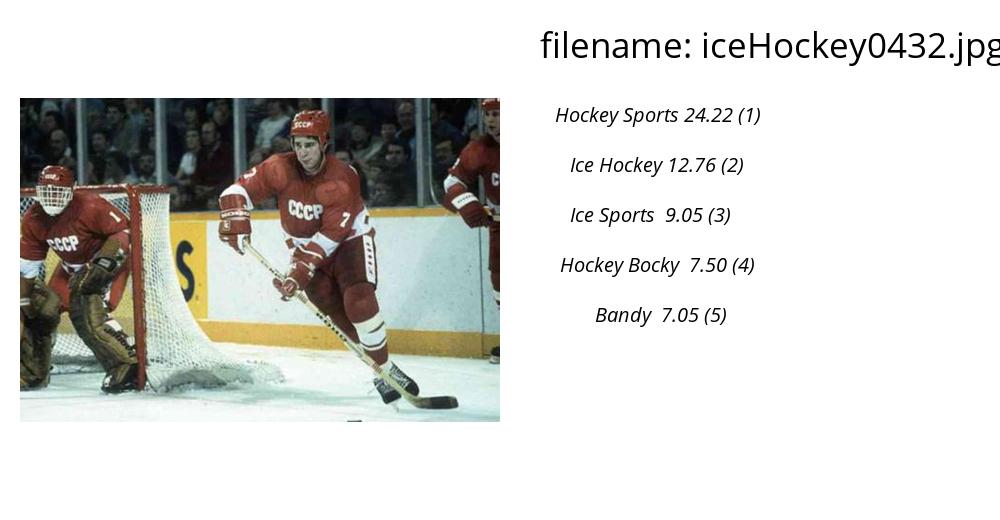 filename: iceHockey0432.jpg
Hockey Sports 24.22 (1)
Ice Hockey 12.76 (2)
Ice Sports 9.05 (3)
Hockey Bocky 7.50 (4)
Bandy 7.05 (5)
CCCP
CCCP
7
1
CCCP
S.